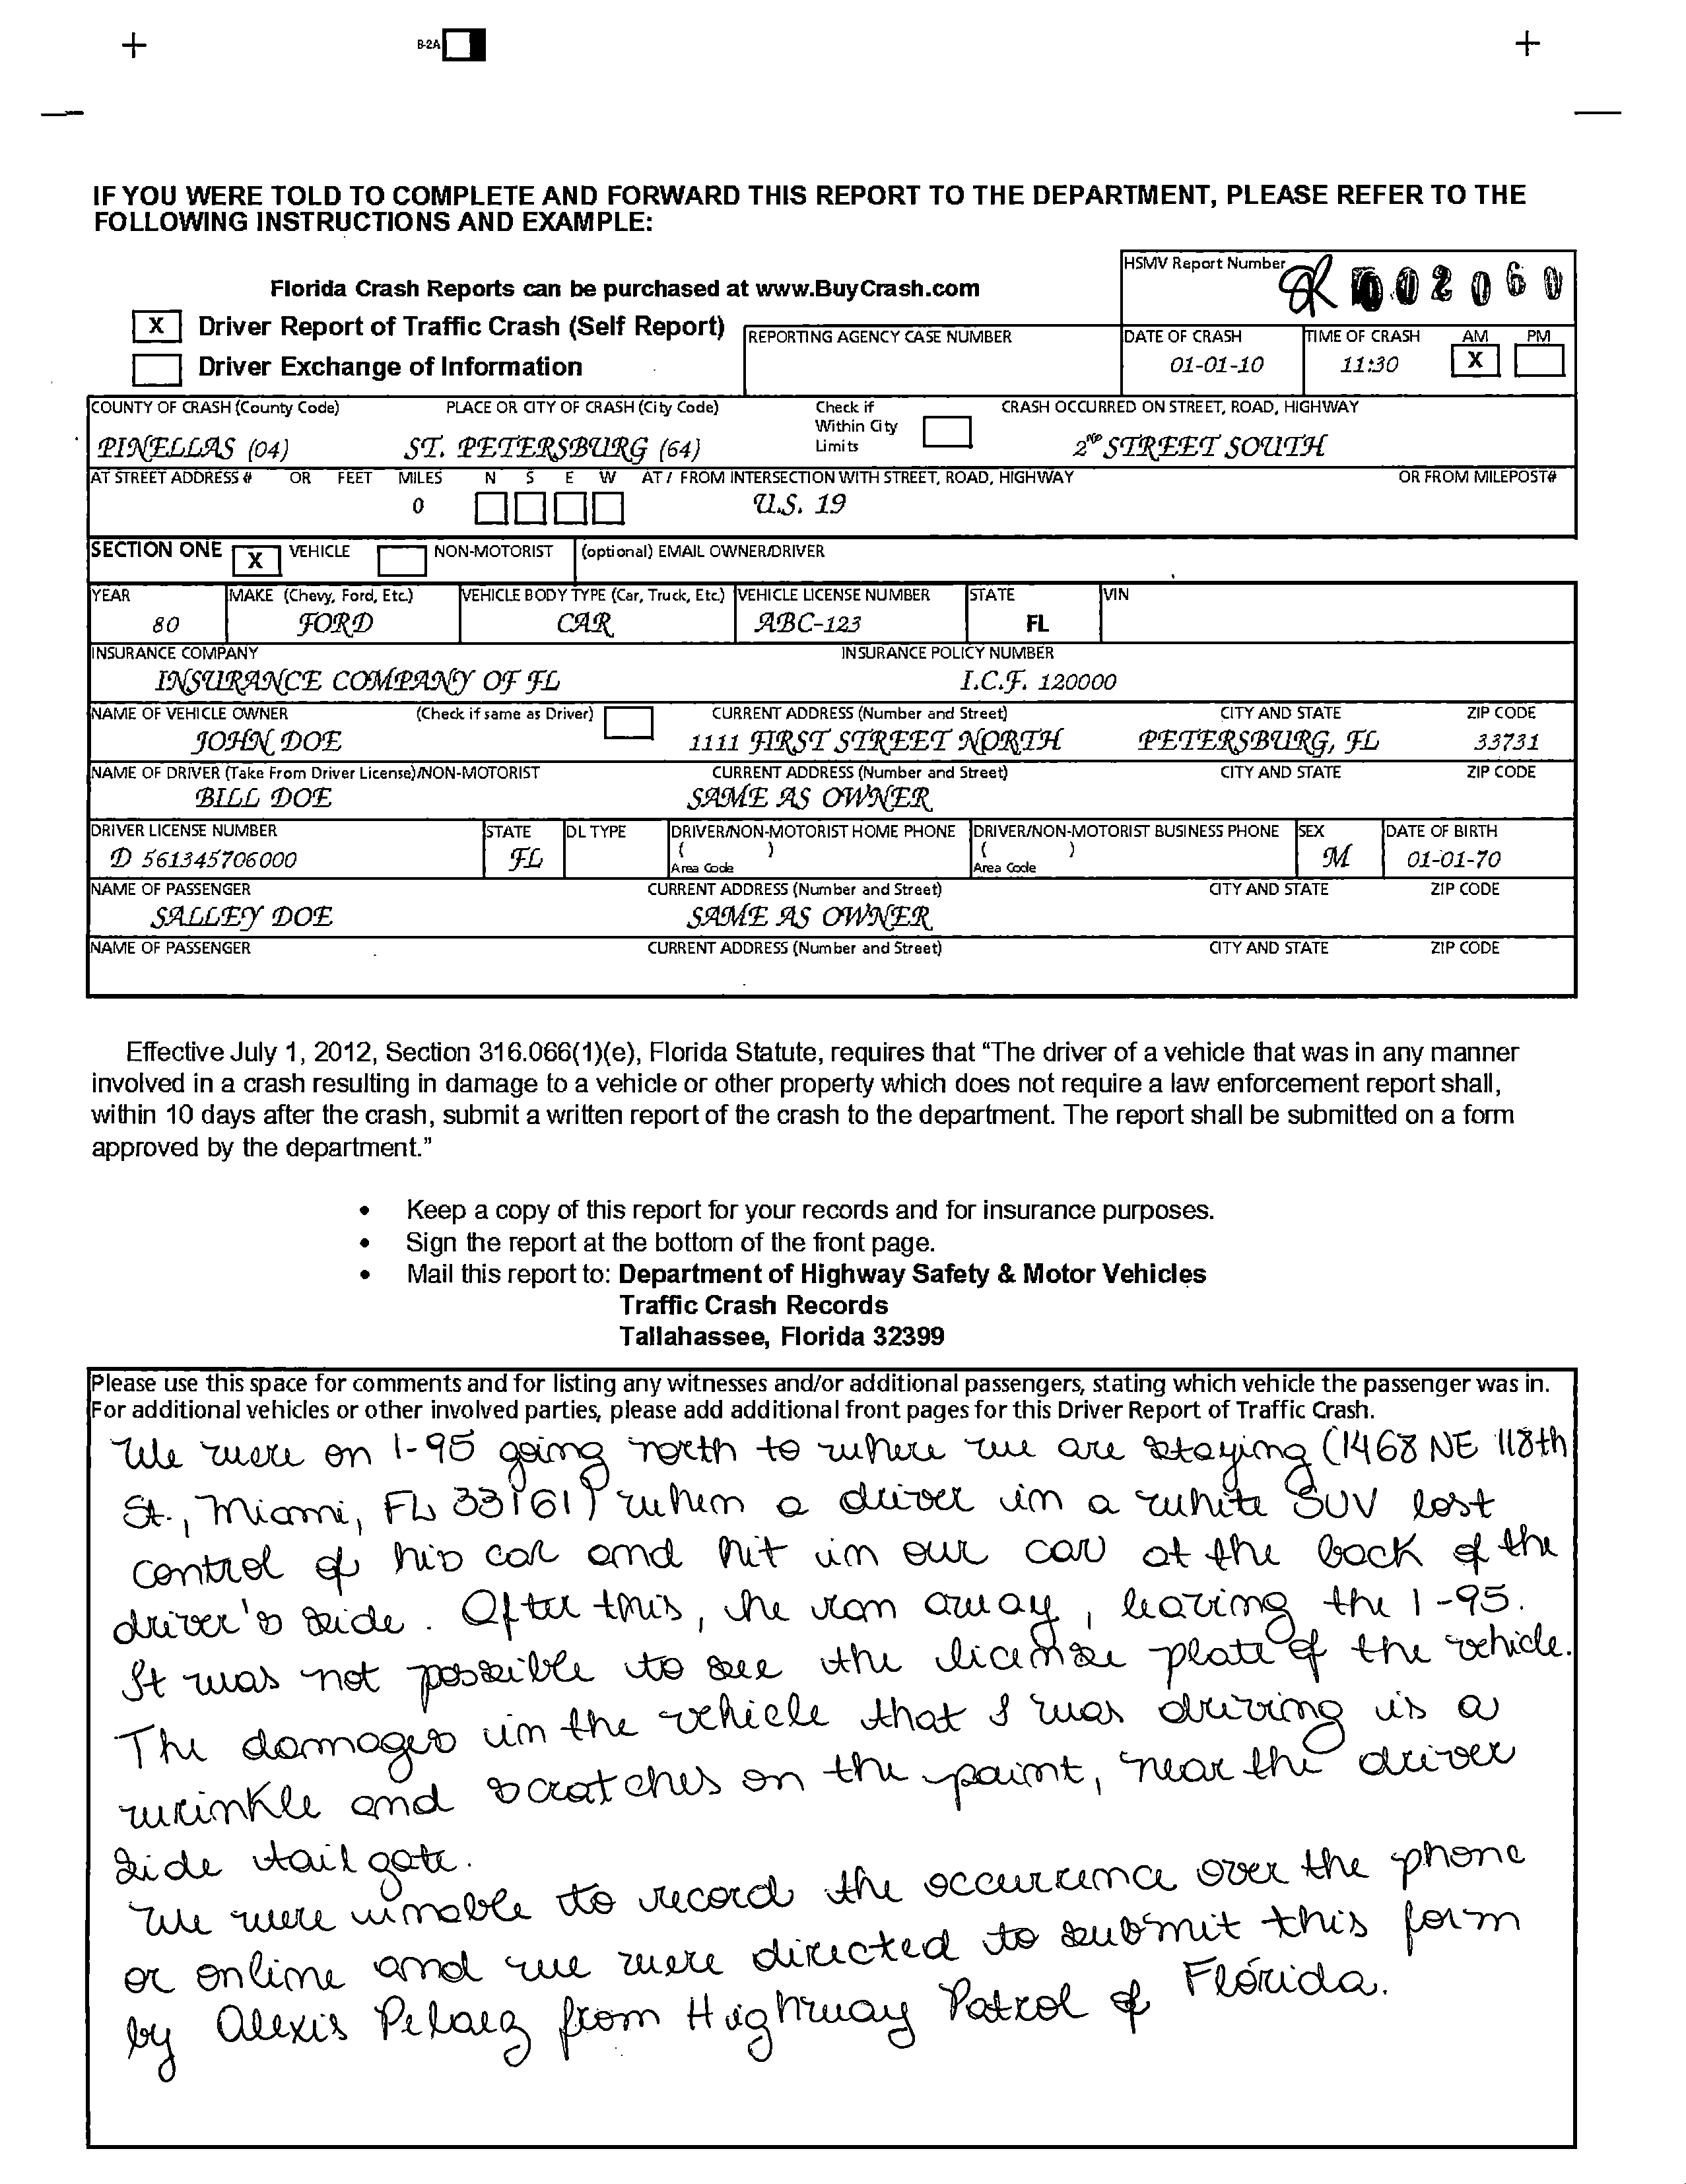 B-2A
IF YOU WERE TOLD TO COMPLETE AND FORWARD THIS REPORT TO THE DEPARTMENT, PLEASE REFER TO THE
FOLLOWING INSTRUCTIONS AND EXAMPLE:
HSMV Report Number
02060
Florida Crash Reports can be purchased at www.BuyCrash.com
X Driver Report of Traffic Crash (Self Report)
Driver Exchange of Information
REPORTING AGENCY CASE NUMBER
DATE OF CRASH TIME OF CRASH AM PM
01-01-10 11:30 X
COUNTY OF CRASH (County Code) PLACE OR CITY OF CRASH (City Code) Check if Within City Limits CRASH OCCURRED ON STREET, ROAD, HIGHWAY
PINELLAS (04) ST. PETERSBURG (64) 2ND STREET SOUTH
AT STREET ADDRESS # OR FEET MILES N S E W AT / FROM INTERSECTION WITH STREET, ROAD, HIGHWAY OR FROM MILEPOST#
0 U.S. 19
SECTION ONE X VEHICLE NON-MOTORIST (optional) EMAIL OWNER/DRIVER
YEAR MAKE (Chevy, Ford, Etc.) VEHICLE BODY TYPE (Car, Truck, Etc.) VEHICLE LICENSE NUMBER STATE VIN
80 FORD CAR ABC-123 FL
INSURANCE COMPANY INSURANCE POLICY NUMBER
INSURANCE COMPANY OF FL I.C.F. 120000
NAME OF VEHICLE OWNER (Check if same as Driver) CURRENT ADDRESS (Number and Street) CITY AND STATE ZIP CODE
JOHN DOE 1111 FIRST STREET NORTH PETERSBURG, FL 33731
NAME OF DRIVER (Take From Driver License)/NON-MOTORIST CURRENT ADDRESS (Number and Street) CITY AND STATE ZIP CODE
BILL DOE SAME AS OWNER
DRIVER LICENSE NUMBER STATE DL TYPE DRIVER/NON-MOTORIST HOME PHONE DRIVER/NON-MOTORIST BUSINESS PHONE SEX DATE OF BIRTH
D 561345706000 FL ( ) ( ) M 01-01-70
Area Code Area Code
NAME OF PASSENGER CURRENT ADDRESS (Number and Street) CITY AND STATE ZIP CODE
SALLEY DOE SAME AS OWNER
NAME OF PASSENGER CURRENT ADDRESS (Number and Street) CITY AND STATE ZIP CODE
Effective July 1, 2012, Section 316.066(1)(e), Florida Statute, requires that “The driver of a vehicle that was in any manner
involved in a crash resulting in damage to a vehicle or other property which does not require a law enforcement report shall,
within 10 days after the crash, submit a written report of the crash to the department. The report shall be submitted on a form
approved by the department.”
• Keep a copy of this report for your records and for insurance purposes.
• Sign the report at the bottom of the front page.
• Mail this report to: Department of Highway Safety & Motor Vehicles
Traffic Crash Records
Tallahassee, Florida 32399
Please use this space for comments and for listing any witnesses and/or additional passengers, stating which vehicle the passenger was in.
For additional vehicles or other involved parties, please add additional front pages for this Driver Report of Traffic Crash.
We were on I-95 going north to where we are staying (1468 NE 118th
St., Miami, FL 33161) when a driver in a white SUV lost
control of his car and hit in our car at the back of the
driver's side. After this, he ran away, leaving the I-95.
It was not possible to see the license plate of the vehicle.
The damages in the vehicle that I was driving is a
wrinkle and scratches on the paint, near the driver
side tailgate.
We were unable to record the occurrence over the phone
or online and we were directed to submit this form
by Alexis Pelaez from Highway Patrol of Flórida.